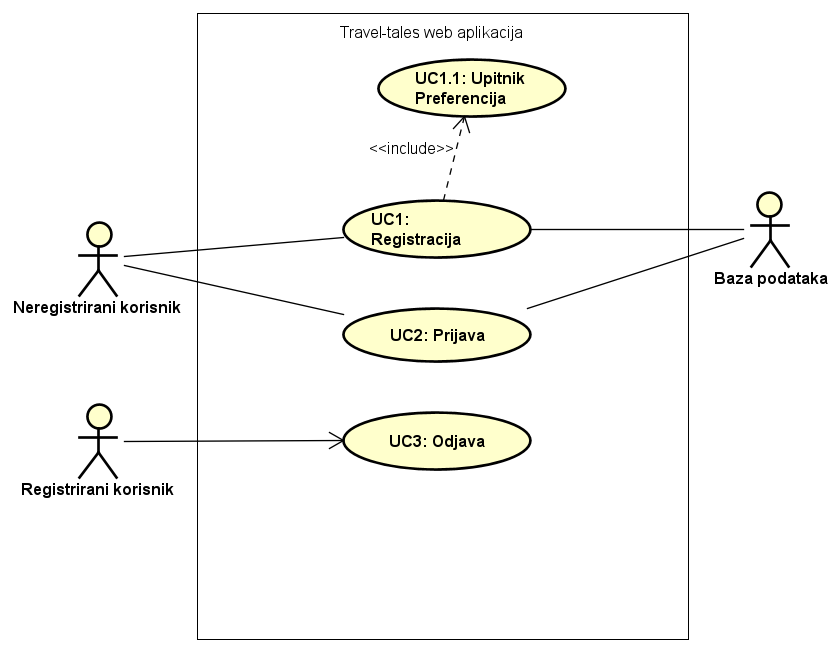 Travel-tales web aplikacija
UC1.1: Upitnik
Preferencija
<<include>>
UC1:
Registracija
Baza podataka
Neregistrirani korisnik
UC2: Prijava
UC3: Odjava
Registrirani korisnik